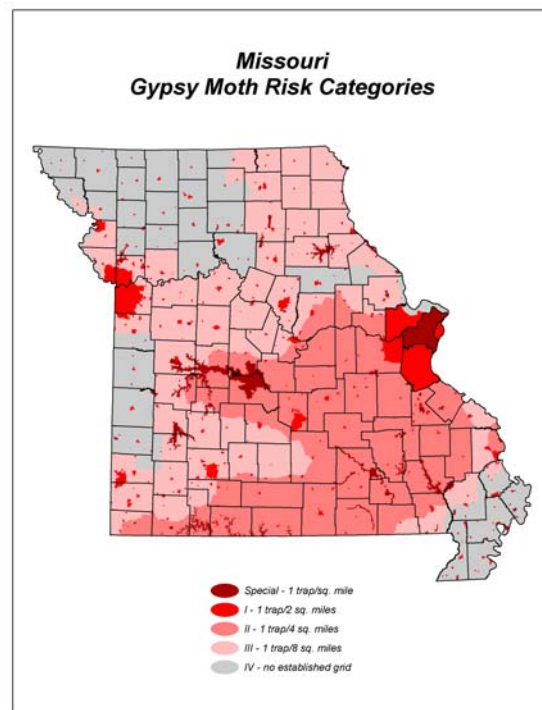 Missouri
Gypsy Moth Risk Categories
Special - 1 trap/sq. mile
I - 1 trap/2 sq. miles
II - 1 trap/4 sq. miles
III - 1 trap/8 sq. miles
IV - no established grid